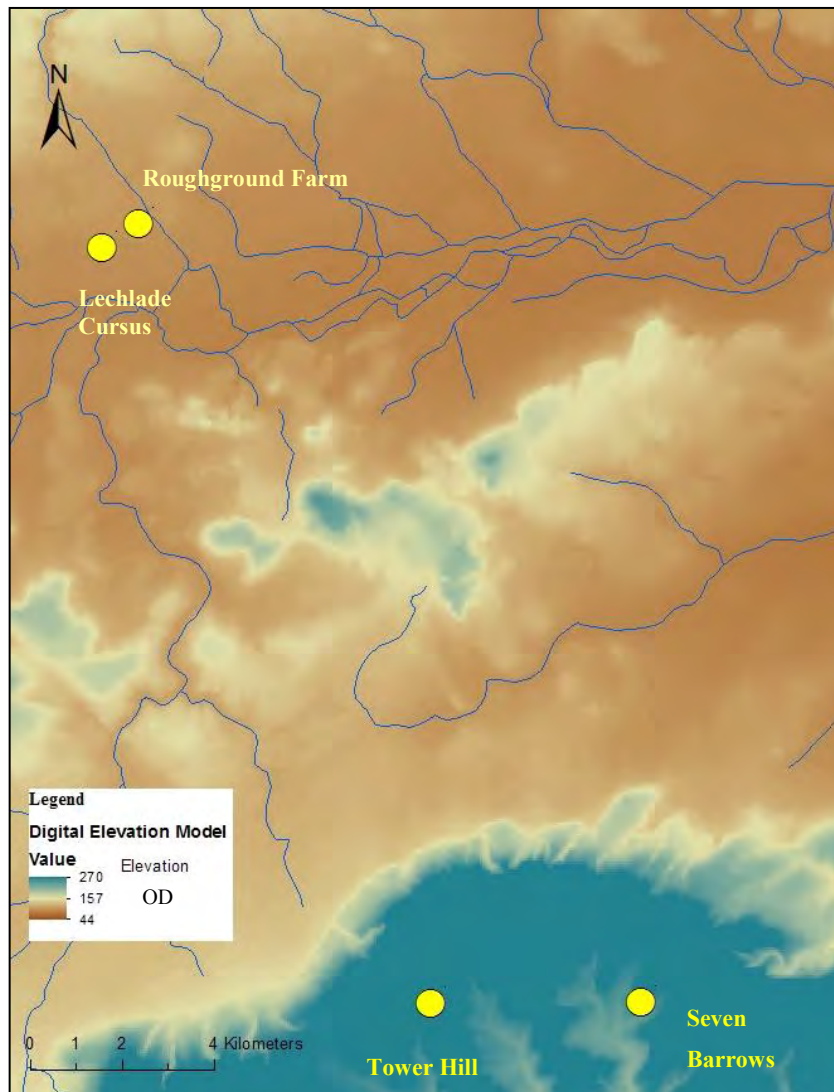 N
Roughground Farm
Lechlade
Cursus
Legend
Digital Elevation Model
Value
Elevation
270
157
OD
44
0 1 2 4 Kilometers
Tower Hill
Seven
Barrows